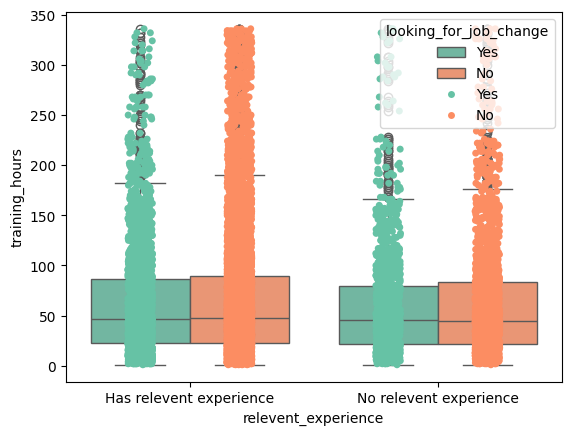 350
300
250
200
150
100
50
0
training_hours
looking_for_job_change
Yes
No
Yes
No
Has relevent experience
No relevent experience
relevent_experience